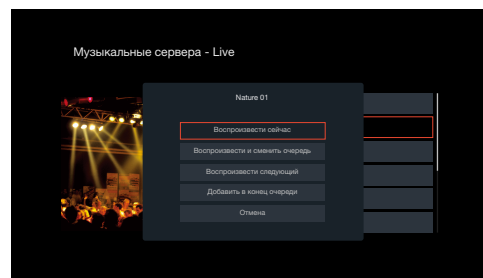 Музыкальные сервера - Live
Nature 01
Воспроизвести сейчас
Воспроизвести и сменить очередь
Воспроизвести следующий
Добавить в конец очереди
Отмена